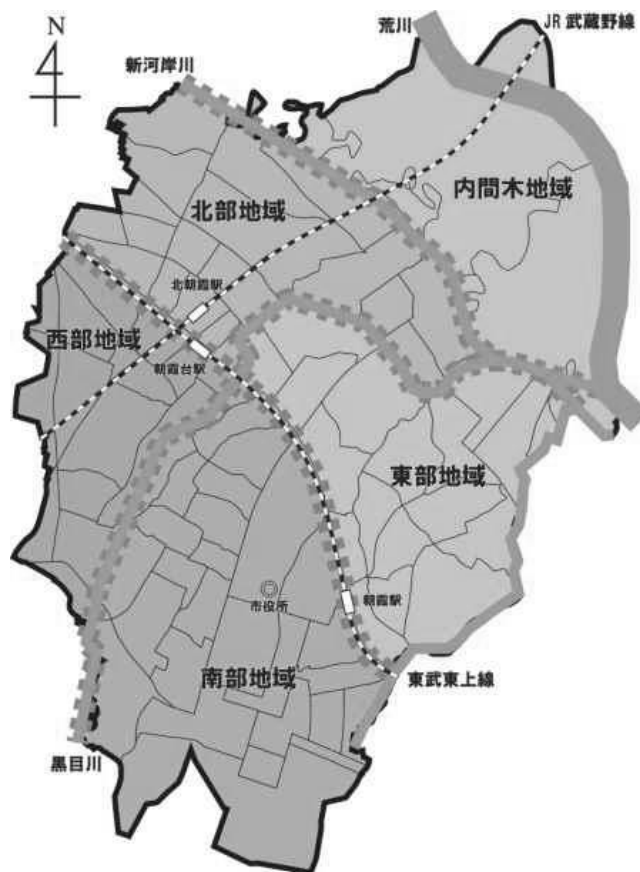 荒川
JR 武蔵野線
N
新河岸川
内間木地域
北部地域
北朝霞駅
西部地域
朝霞台駅
東部地域
市役所
朝霞駅
南部地域
東武東上線
黒目川